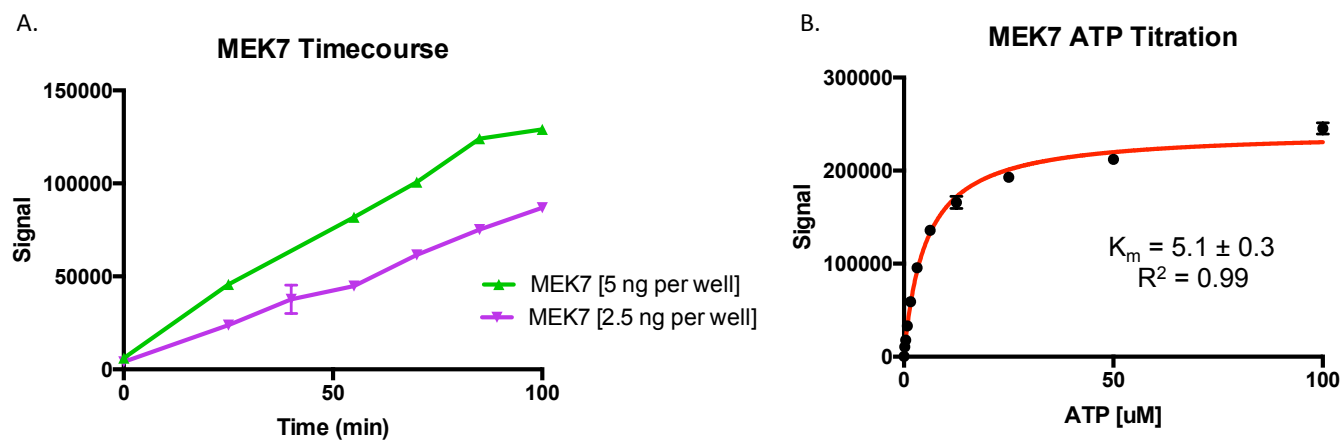 A.
MEK7 Timecourse
150000
100000
50000
0
Signal
0
50
100
Time (min)
MEK7 [5 ng per well]
MEK7 [2.5 ng per well]
B.
MEK7 ATP Titration
300000
200000
100000
0
Signal
0
50
100
ATP [uM]
Km = 5.1 ± 0.3
R² = 0.99